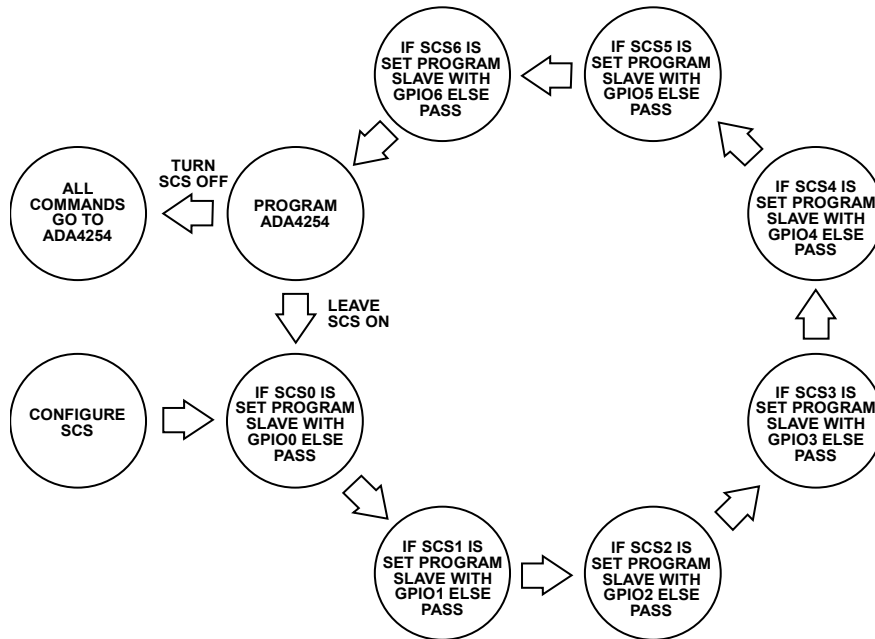 IF SCS6 IS
SET PROGRAM
SLAVE WITH
GPIO6 ELSE
PASS
IF SCS5 IS
SET PROGRAM
SLAVE WITH
GPIO5 ELSE
PASS
TURN
SCS OFF
ALL
COMMANDS
GO TO
ADA4254
PROGRAM
ADA4254
IF SCS4 IS
SET PROGRAM
SLAVE WITH
GPIO4 ELSE
PASS
LEAVE
SCS ON
CONFIGURE
SCS
IF SCS0 IS
SET PROGRAM
SLAVE WITH
GPIO0 ELSE
PASS
IF SCS3 IS
SET PROGRAM
SLAVE WITH
GPIO3 ELSE
PASS
IF SCS1 IS
SET PROGRAM
SLAVE WITH
GPIO1 ELSE
PASS
IF SCS2 IS
SET PROGRAM
SLAVE WITH
GPIO2 ELSE
PASS